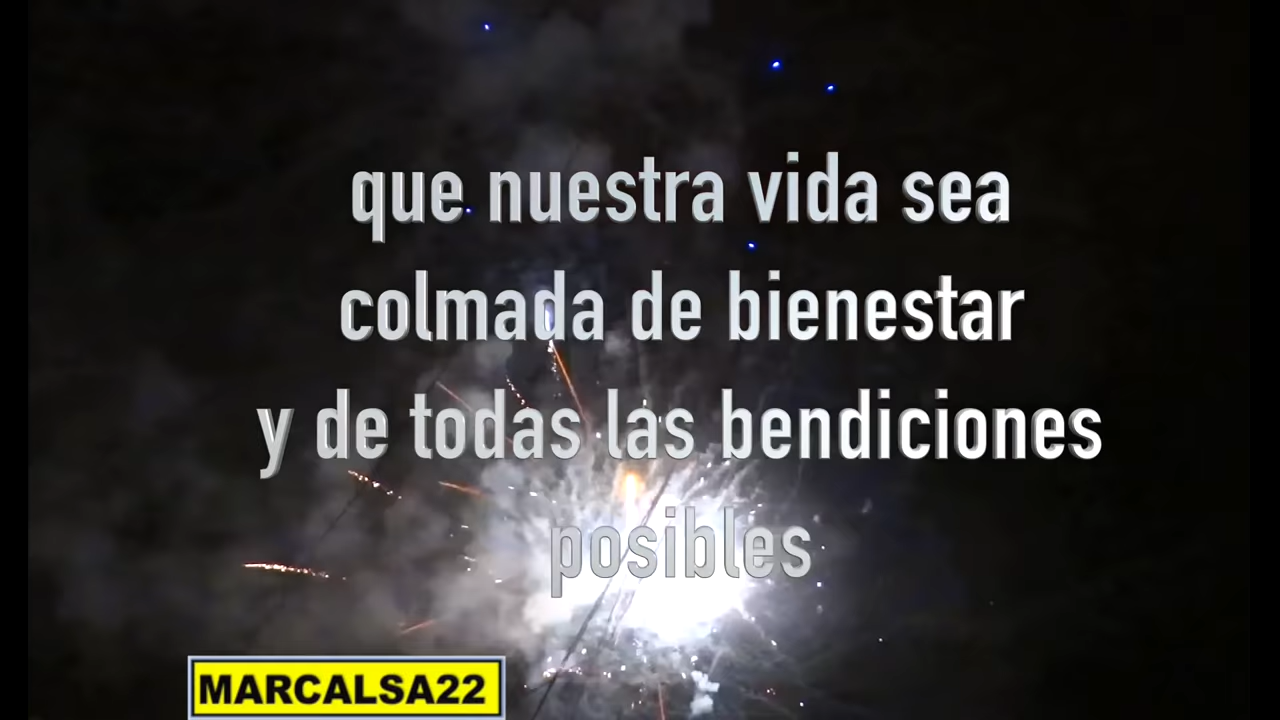 que nuestra vida sea
colmada de bienestar
y de todas las bendiciones
posibles
MARCALSA22